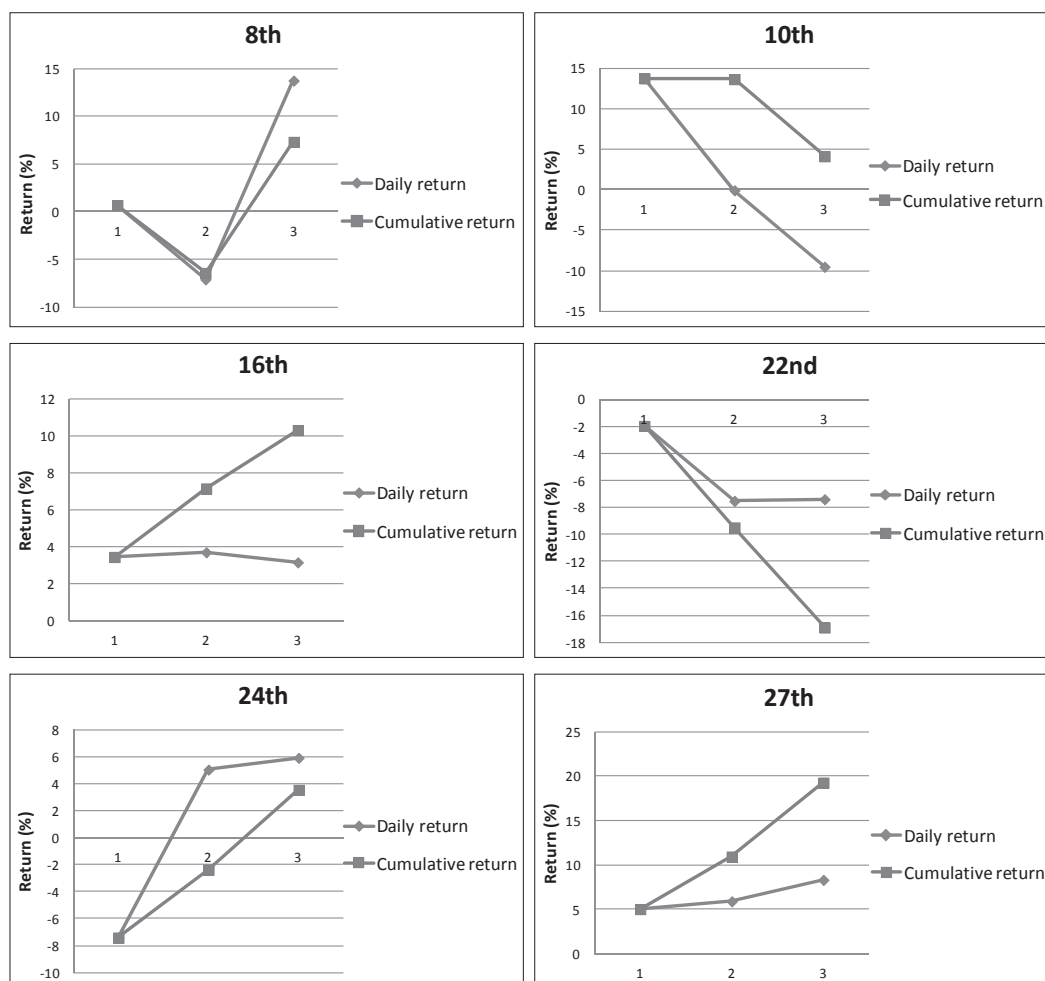 8th
Return (%)
15
10
5
0
-5
-10
1
2
3
Daily return
Cumulative return
10th
Return (%)
15
10
5
0
-5
-10
-15
1
2
3
Daily return
Cumulative return
16th
Return (%)
12
10
8
6
4
2
0
1
2
3
Daily return
Cumulative return
22nd
Return (%)
0
-2
-4
-6
-8
-10
-12
-14
-16
-18
1
2
3
Daily return
Cumulative return
24th
Return (%)
8
6
4
2
0
-2
-4
-6
-8
-10
1
2
3
Daily return
Cumulative return
27th
Return (%)
25
20
15
10
5
0
1
2
3
Daily return
Cumulative return